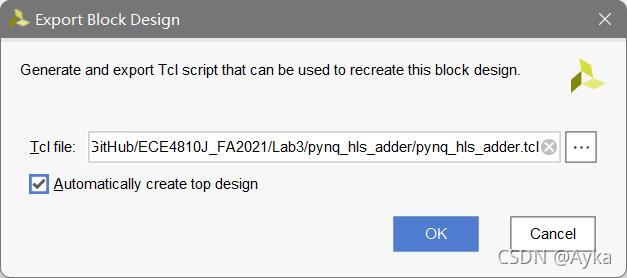 Export Block Design
Generate and export Tcl script that can be used to recreate this block design.
Tcl file: GitHub/ECE4810J_FA2021/Lab3/pynq_hls_adder/pynq_hls_adder.tcl ...
Automatically create top design
OK Cancel
CSDN @Ayka